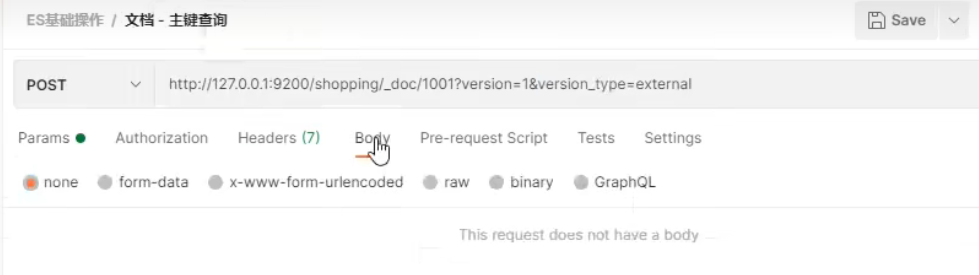 ES基础操作 / 文档 - 主键查询 Save
POST http://127.0.0.1:9200/shopping/_doc/1001?version=1&version_type=external
Params Authorization Headers (7) Body Pre-request Script Tests Settings
none form-data x-www-form-urlencoded raw binary GraphQL
This request does not have a body